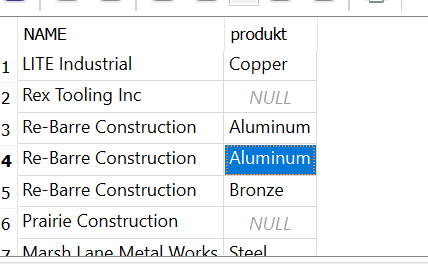 NAME produkt
1 LITE Industrial Copper
2 Rex Tooling Inc NULL
3 Re-Barre Construction Aluminum
4 Re-Barre Construction Aluminum
5 Re-Barre Construction Bronze
6 Prairie Construction NULL
7 Marsh Lane Metal Works Steel